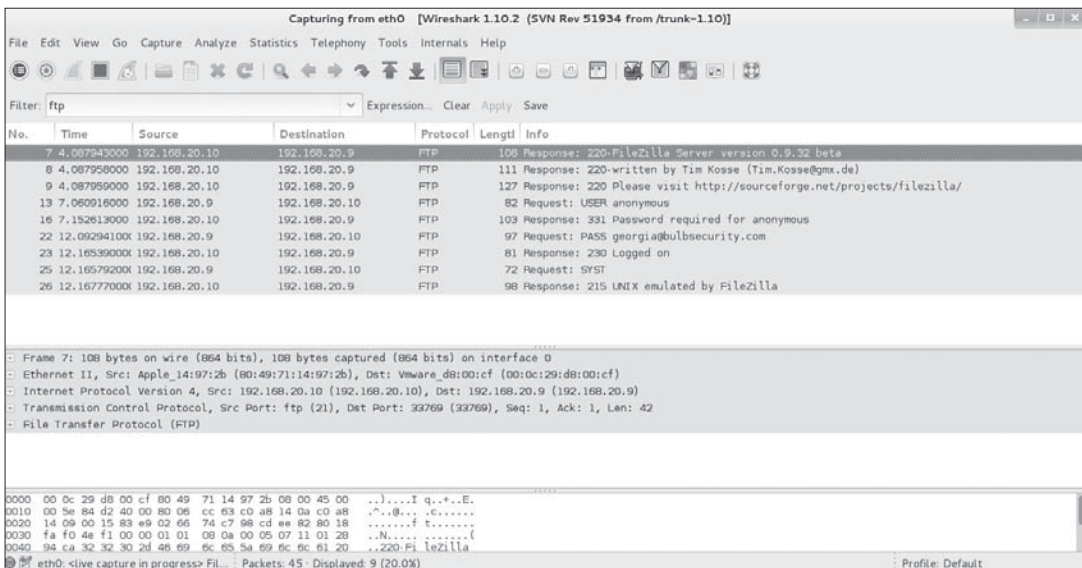 Capturing from eth0 [Wireshark 1.10.2 (SVN Rev 51934 from /trunk-1.10)]
File Edit View Go Capture Analyze Statistics Telephony Tools Internals Help
Filter: ftp Expression... Clear Apply Save
No. Time Source Destination Protocol Lengtl Info
7 4.087943000 192.168.20.10 192.168.20.9 FTP 108 Response: 220-FileZilla Server version 0.9.32 beta
8 4.087958000 192.168.20.10 192.168.20.9 FTP 111 Response: 220-written by Tim Kosse (Tim.Kosse@gmx.de)
9 4.087959000 192.168.20.10 192.168.20.9 FTP 127 Response: 220 Please visit http://sourceforge.net/projects/filezilla/
13 7.060916000 192.168.20.9 192.168.20.10 FTP 82 Request: USER anonymous
16 7.152613000 192.168.20.10 192.168.20.9 FTP 103 Response: 331 Password required for anonymous
22 12.09294100( 192.168.20.9 192.168.20.10 FTP 97 Request: PASS georgia@bulbsecurity.com
23 12.16539000( 192.168.20.10 192.168.20.9 FTP 81 Response: 230 Logged on
25 12.16579200( 192.168.20.9 192.168.20.10 FTP 72 Request: SYST
26 12.16777000( 192.168.20.10 192.168.20.9 FTP 98 Response: 215 UNIX emulated by FileZilla
Frame 7: 108 bytes on wire (864 bits), 108 bytes captured (864 bits) on interface 0
Ethernet II, Src: Apple_14:97:2b (80:49:71:14:97:2b), Dst: Vmware_d8:00:cf (00:0c:29:d8:00:cf)
Internet Protocol Version 4, Src: 192.168.20.10 (192.168.20.10), Dst: 192.168.20.9 (192.168.20.9)
Transmission Control Protocol, Src Port: ftp (21), Dst Port: 33769 (33769), Seq: 1, Ack: 1, Len: 42
File Transfer Protocol (FTP)
0000 00 0c 29 d8 00 cf 80 49 71 14 97 2b 08 00 45 00 ..)....I q..+..E.
0010 00 5e 84 d2 40 00 80 06 cc 63 c0 a8 14 0a c0 a8 .^..@... .c......
0020 14 09 00 15 83 e9 02 66 74 c7 98 cd ee 82 80 18 .......f t.......
0030 fa f0 4e f1 00 00 01 01 08 0a 00 05 07 11 01 28 ..N..... .......(
0040 94 ca 32 32 30 2d 46 69 6c 65 5a 69 6c 6c 61 20 ..220-Fi leZilla
eth0: <live capture in progress> Fil... Packets: 45 · Displayed: 9 (20.0%) Profile: Default